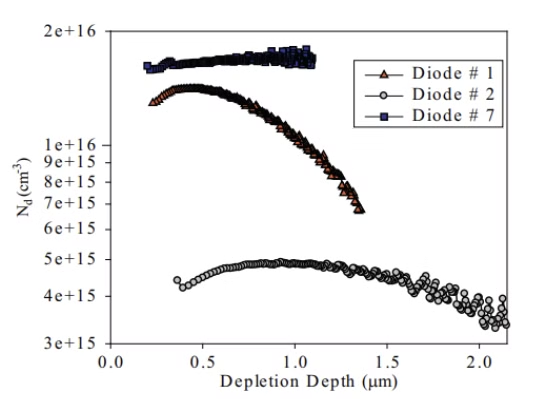 2e+16
1e+16
9e+15
8e+15
7e+15
6e+15
5e+15
4e+15
3e+15
N_d (cm^3)
Diode # 1
Diode # 2
Diode # 7
0.0 0.5 1.0 1.5 2.0
Depletion Depth (μm)